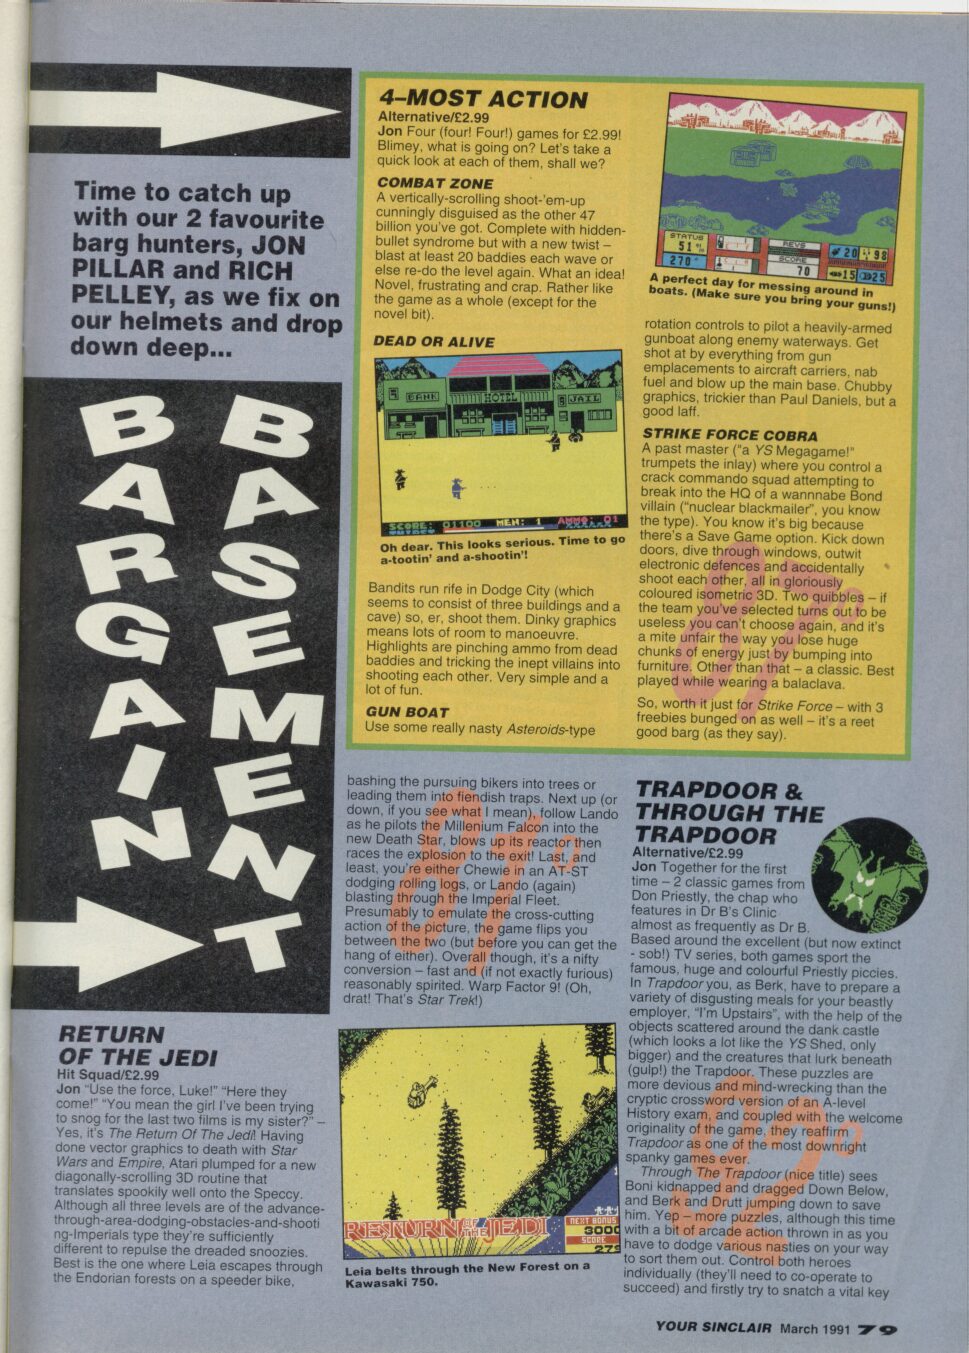 Time to catch up
with our 2 favourite
barg hunters, JON
PILLAR and RICH
PELLEY, as we fix on
our helmets and drop
down deep...
BARGAIN
BASEMENT
4–MOST ACTION
Alternative/£2.99
Jon Four (four! Four!) games for £2.99!
Blimey, what is going on? Let's take a
quick look at each of them, shall we?
COMBAT ZONE
A vertically-scrolling shoot-'em-up
cunningly disguised as the other 47
billion you've got. Complete with hidden-
bullet syndrome but with a new twist –
blast at least 20 baddies each wave or
else re-do the level again. What an idea!
Novel, frustrating and crap. Rather like
the game as a whole (except for the
novel bit).
DEAD OR ALIVE
BANK
HOTEL
JAIL
SCORE: 01100 MEN: 1 AMMO: 01
Oh dear. This looks serious. Time to go
a-tootin' and a-shootin'!
Bandits run rife in Dodge City (which
seems to consist of three buildings and a
cave) so, er, shoot them. Dinky graphics
means lots of room to manoeuvre.
Highlights are pinching ammo from dead
baddies and tricking the inept villains into
shooting each other. Very simple and a
lot of fun.
GUN BOAT
Use some really nasty Asteroids-type
STATUS
51
270°
REVS
SCORE
70
20
98
15
25
A perfect day for messing around in
boats. (Make sure you bring your guns!)
rotation controls to pilot a heavily-armed
gunboat along enemy waterways. Get
shot at by everything from gun
emplacements to aircraft carriers, nab
fuel and blow up the main base. Chubby
graphics, trickier than Paul Daniels, but a
good laff.
STRIKE FORCE COBRA
A past master ("a YS Megagame!"
trumpets the inlay) where you control a
crack commando squad attempting to
break into the HQ of a wannnabe Bond
villain ("nuclear blackmailer", you know
the type). You know it's big because
there's a Save Game option. Kick down
doors, dive through windows, outwit
electronic defences and accidentally
shoot each other, all in gloriously
coloured isometric 3D. Two quibbles – if
the team you've selected turns out to be
useless you can't choose again, and it's
a mite unfair the way you lose huge
chunks of energy just by bumping into
furniture. Other than that – a classic. Best
played while wearing a balaclava.
So, worth it just for Strike Force – with 3
freebies bunged on as well – it's a reet
good barg (as they say).
RETURN
OF THE JEDI
Hit Squad/£2.99
Jon "Use the force, Luke!" "Here they
come!" "You mean the girl I've been trying
to snog for the last two films is my sister?" –
Yes, it's The Return Of The Jedi! Having
done vector graphics to death with Star
Wars and Empire, Atari plumped for a new
diagonally-scrolling 3D routine that
translates spookily well onto the Speccy.
Although all three levels are of the advance-
through-area-dodging-obstacles-and-shooti
ng-Imperials type they're sufficiently
different to repulse the dreaded snoozies.
Best is the one where Leia escapes through
the Endorian forests on a speeder bike,
bashing the pursuing bikers into trees or
leading them into fiendish traps. Next up (or
down, if you see what I mean), follow Lando
as he pilots the Millenium Falcon into the
new Death Star, blows up its reactor then
races the explosion to the exit! Last, and
least, you're either Chewie in an AT-ST
dodging rolling logs, or Lando (again)
blasting through the Imperial Fleet.
Presumably to emulate the cross-cutting
action of the picture, the game flips you
between the two (but before you can get the
hang of either). Overall though, it's a nifty
conversion – fast and (if not exactly furious)
reasonably spirited. Warp Factor 9! (Oh,
drat! That's Star Trek!)
RETURN OF THE JEDI
NEXT BONUS
3000
SCORE
Leia belts through the New Forest on a
Kawasaki 750.
TRAPDOOR &
THROUGH THE
TRAPDOOR
Alternative/£2.99
Jon Together for the first
time – 2 classic games from
Don Priestly, the chap who
features in Dr B's Clinic
almost as frequently as Dr B.
Based around the excellent (but now extinct
- sob!) TV series, both games sport the
famous, huge and colourful Priestly piccies.
In Trapdoor you, as Berk, have to prepare a
variety of disgusting meals for your beastly
employer, "I'm Upstairs", with the help of the
objects scattered around the dank castle
(which looks a lot like the YS Shed, only
bigger) and the creatures that lurk beneath
(gulp!) the Trapdoor. These puzzles are
more devious and mind-wrecking than the
cryptic crossword version of an A-level
History exam, and coupled with the welcome
originality of the game, they reaffirm
Trapdoor as one of the most downright
spanky games ever.
Through The Trapdoor (nice title) sees
Boni kidnapped and dragged Down Below,
and Berk and Drutt jumping down to save
him. Yep – more puzzles, although this time
with a bit of arcade action thrown in as you
have to dodge various nasties on your way
to sort them out. Control both heroes
individually (they'll need to co-operate to
succeed) and firstly try to snatch a vital key
YOUR SINCLAIR March 1991 79